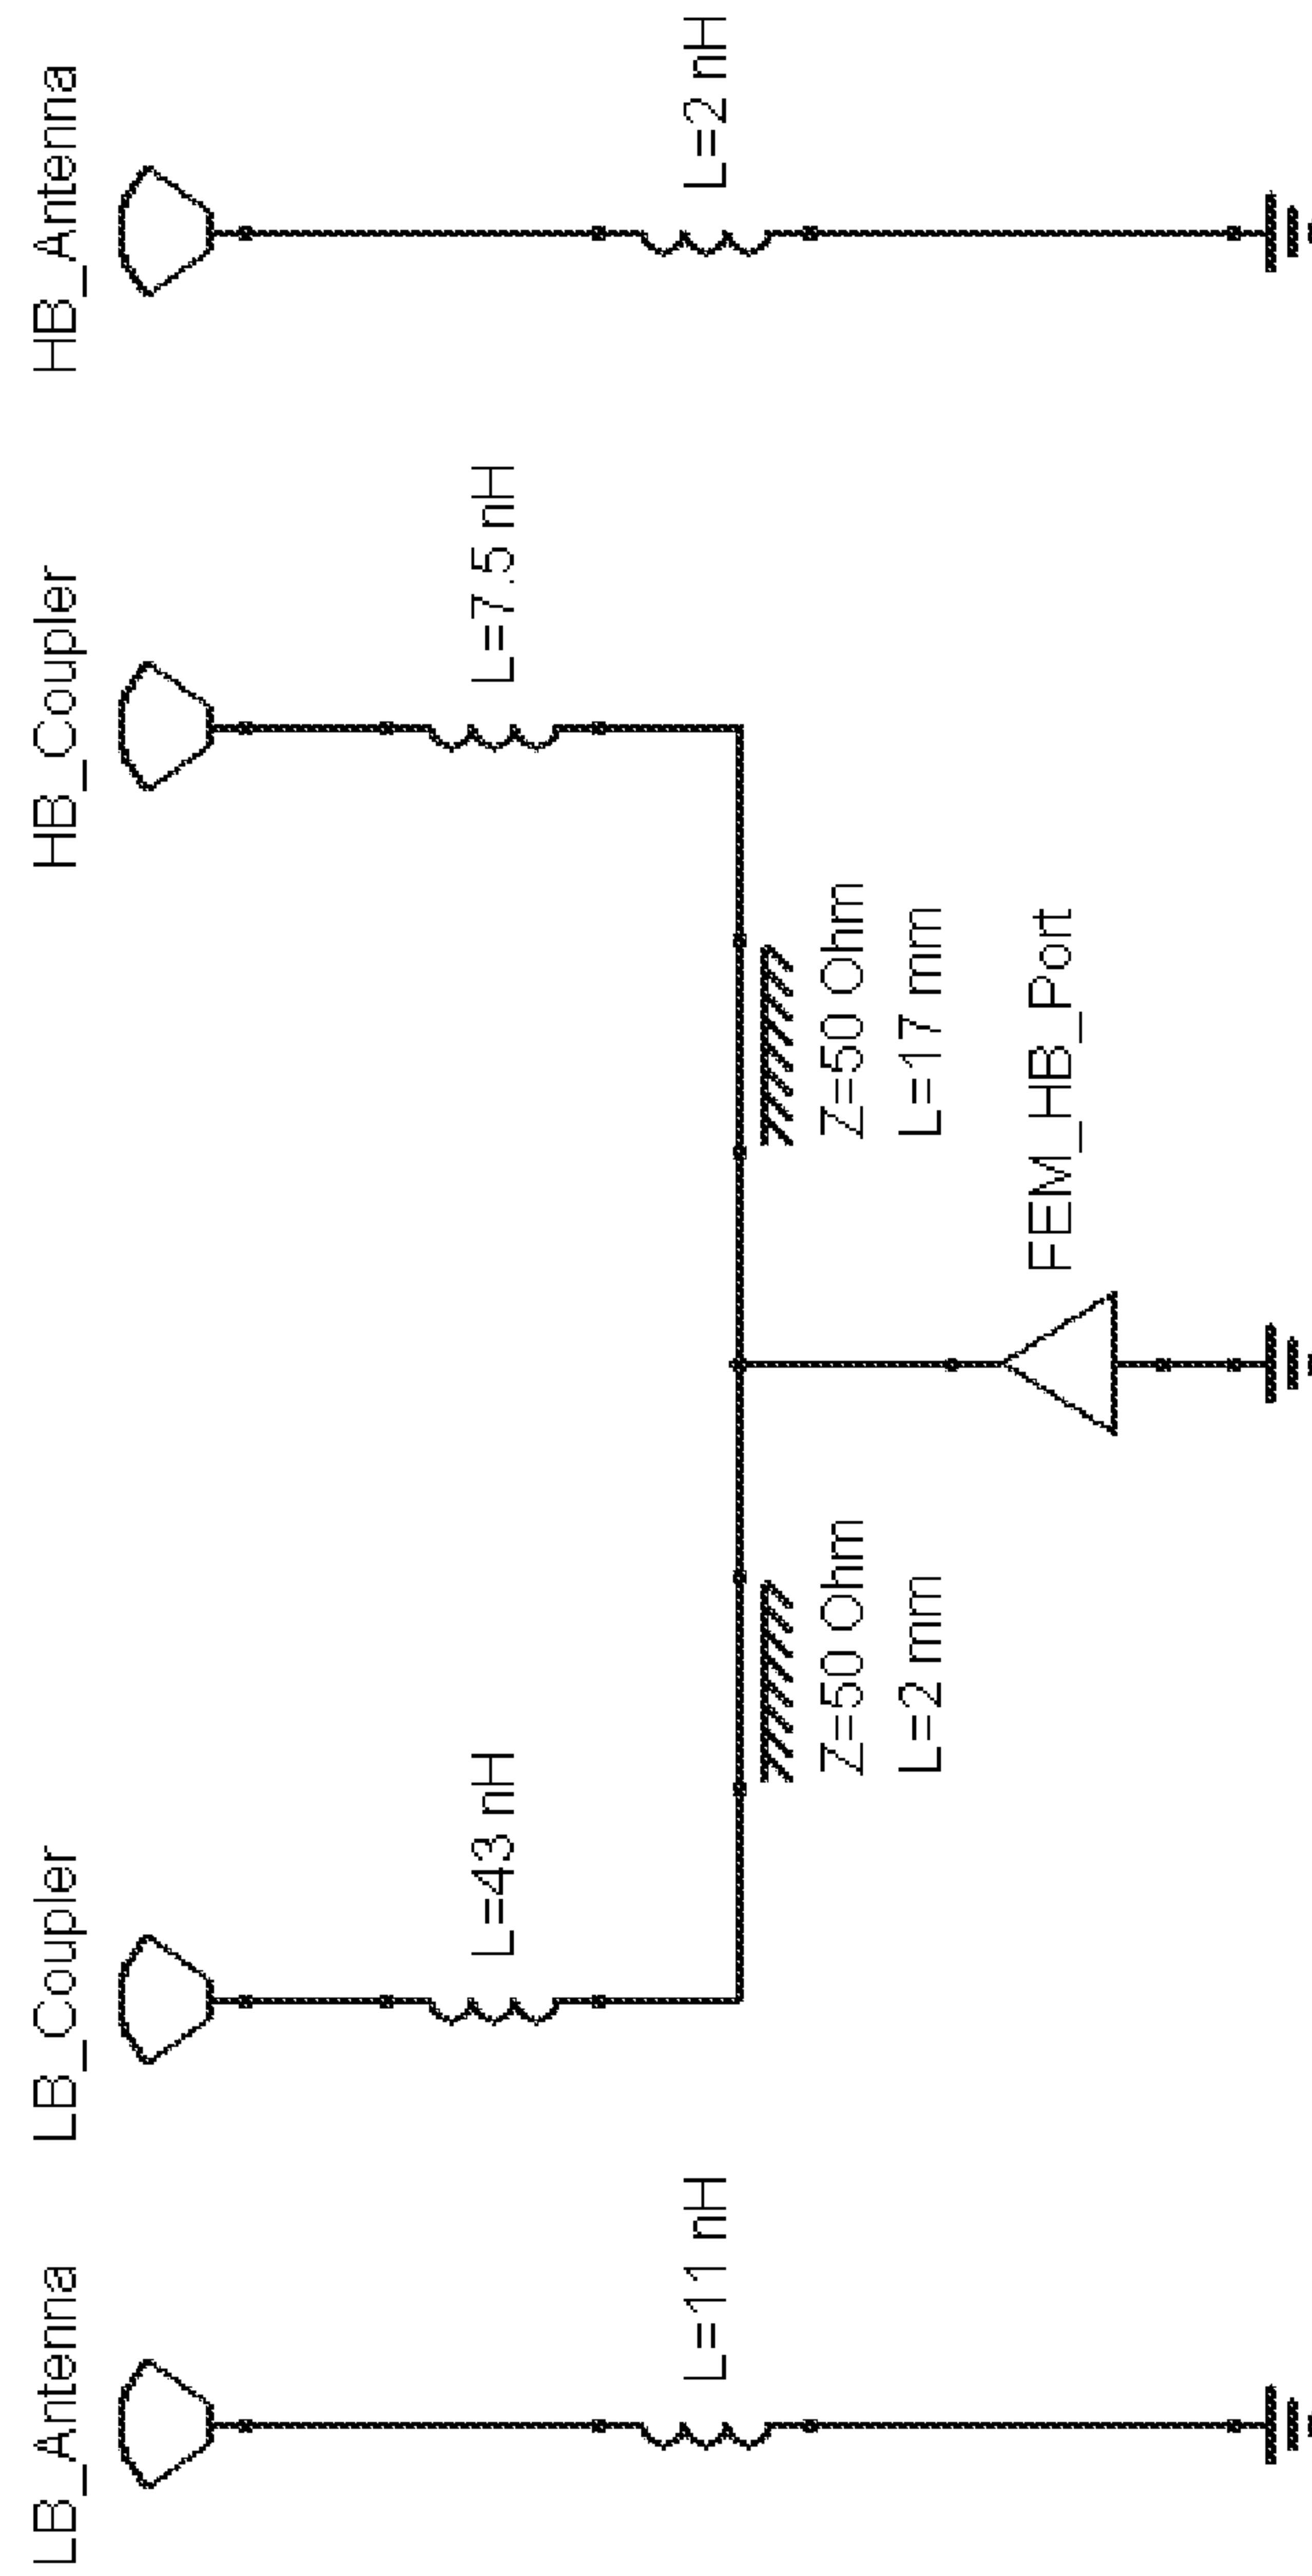 LB_Antenna
LB_Coupler
HB_Coupler
HB_Antenna
L=43 nH
L=7.5 nH
L=11 nH
L=2 nH
Z=50 Ohm
L=2 mm
Z=50 Ohm
L=17 mm
FEM_HB_Port